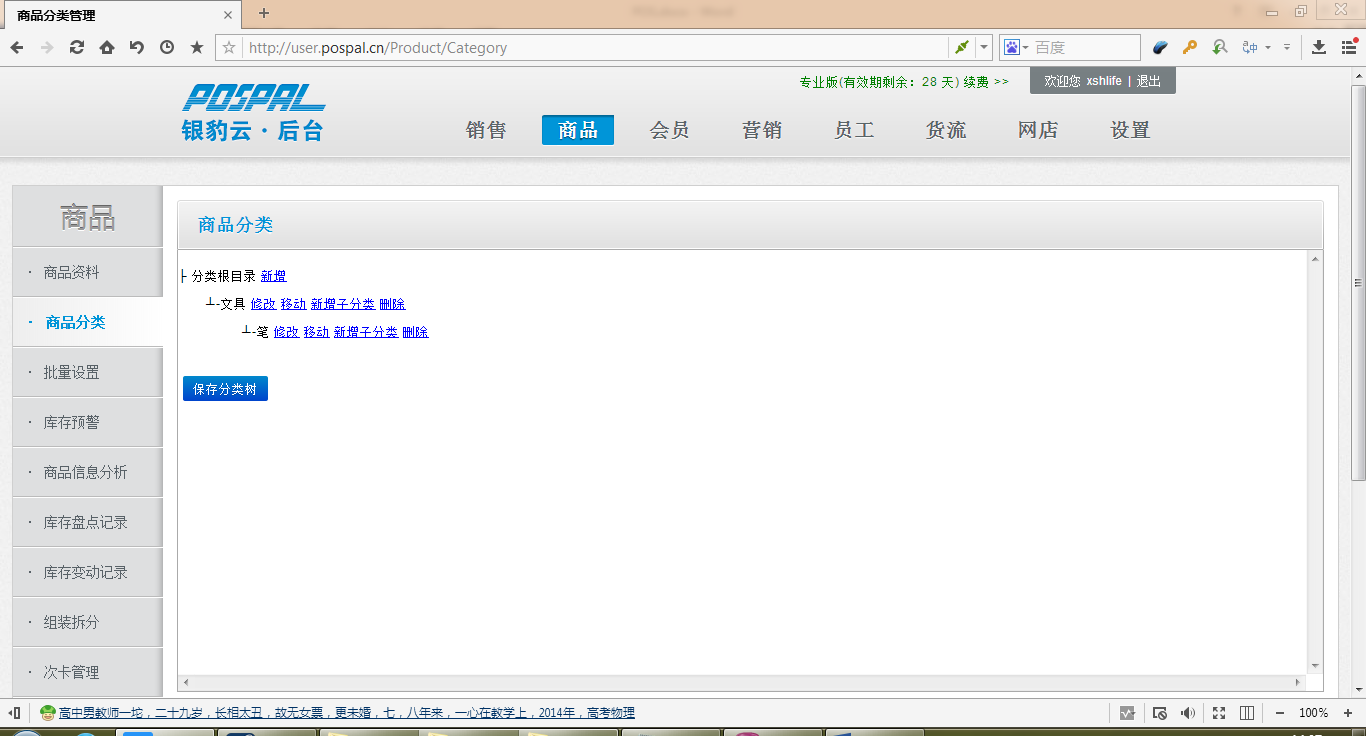 商品分类管理
http://user.pospal.cn/Product/Category
百度
专业版(有效期剩余：28 天) 续费 >>
欢迎您 xshlife | 退出
POSPAL
银豹云·后台
销售 商品 会员 营销 员工 货流 网店 设置
商品
· 商品资料
· 商品分类
· 批量设置
· 库存预警
· 商品信息分析
· 库存盘点记录
· 库存变动记录
· 组装拆分
· 次卡管理
商品分类
├ 分类根目录 新增
┴-文具 修改 移动 新增子分类 删除
┴-笔 修改 移动 新增子分类 删除
保存分类树
高中男教师一坨，二十九岁，长相太丑，故无女票，更未婚，七，八年来，一心在教学上，2014年，高考物理
100%